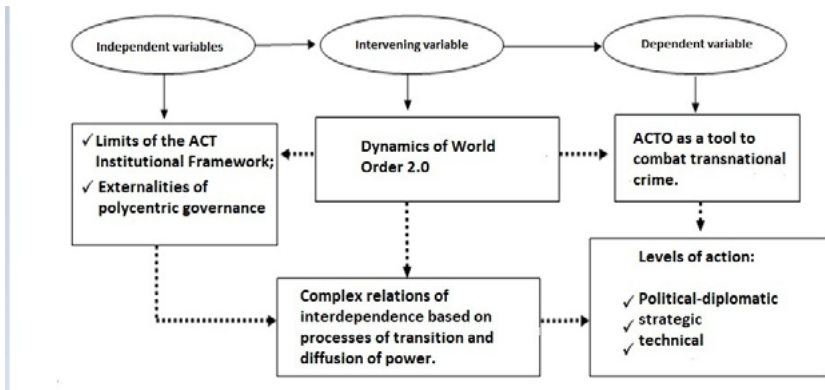 Independent variables
Intervening variable
Dependent variable
✓ Limits of the ACT
Institutional Framework;
✓ Externalities of
polycentric governance
Dynamics of World
Order 2.0
ACTO as a tool to
combat transnational
crime.
Complex relations of
interdependence based on
processes of transition and
diffusion of power.
Levels of action:
✓ Political-diplomatic
✓ strategic
✓ technical